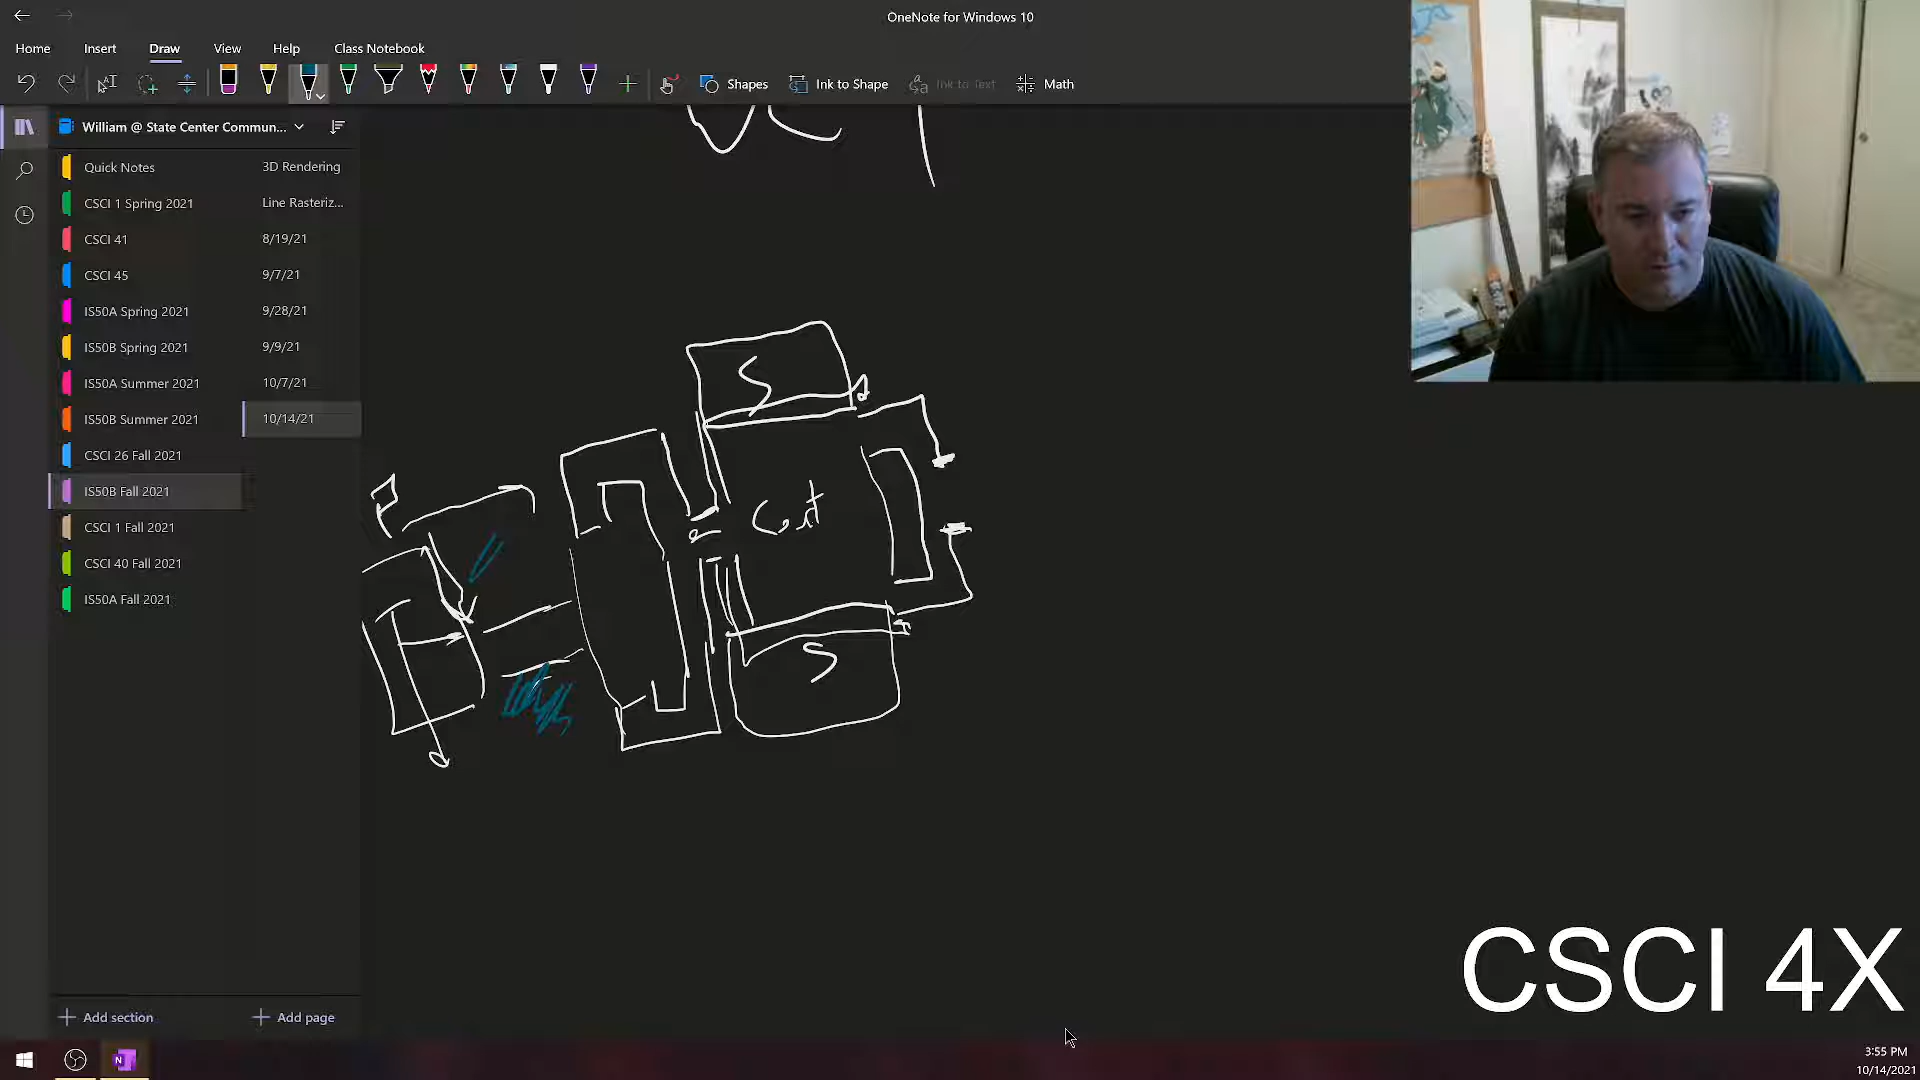 OneNote for Windows 10
Home Insert Draw View Help Class Notebook
Shapes Ink to Shape Ink to Text Math
William @ State Center Commun...
Quick Notes
CSCI 1 Spring 2021
CSCI 41
CSCI 45
IS50A Spring 2021
IS50B Spring 2021
IS50A Summer 2021
IS50B Summer 2021
CSCI 26 Fall 2021
IS50B Fall 2021
CSCI 1 Fall 2021
CSCI 40 Fall 2021
IS50A Fall 2021
3D Rendering
Line Rasteriz...
8/19/21
9/7/21
9/28/21
9/9/21
10/7/21
10/14/21
S
S
Add section
Add page
CSCI 4X
3:55 PM
10/14/2021